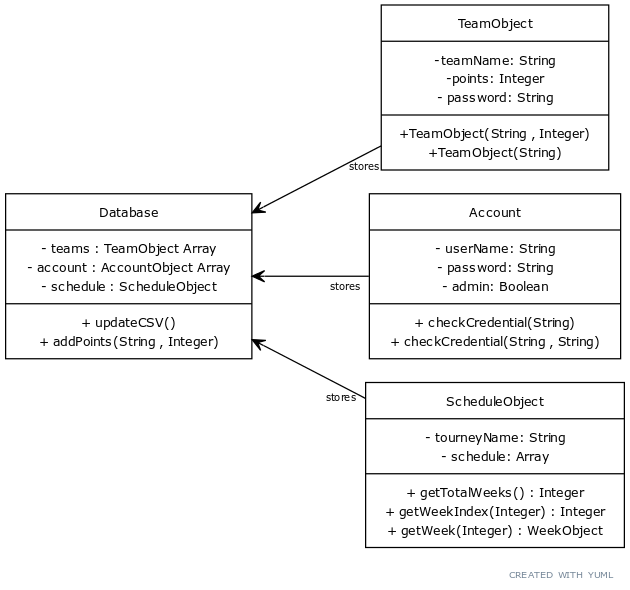 TeamObject
-teamName: String
-points: Integer
- password: String
+TeamObject(String , Integer)
+TeamObject(String)
stores
Database
- teams : TeamObject Array
- account : AccountObject Array
- schedule : ScheduleObject
+ updateCSV()
+ addPoints(String , Integer)
Account
- userName: String
- password: String
- admin: Boolean
+ checkCredential(String)
+ checkCredential(String , String)
stores
stores
ScheduleObject
- tourneyName: String
- schedule: Array
+ getTotalWeeks() : Integer
+ getWeekIndex(Integer) : Integer
+ getWeek(Integer) : WeekObject
CREATED WITH YUML